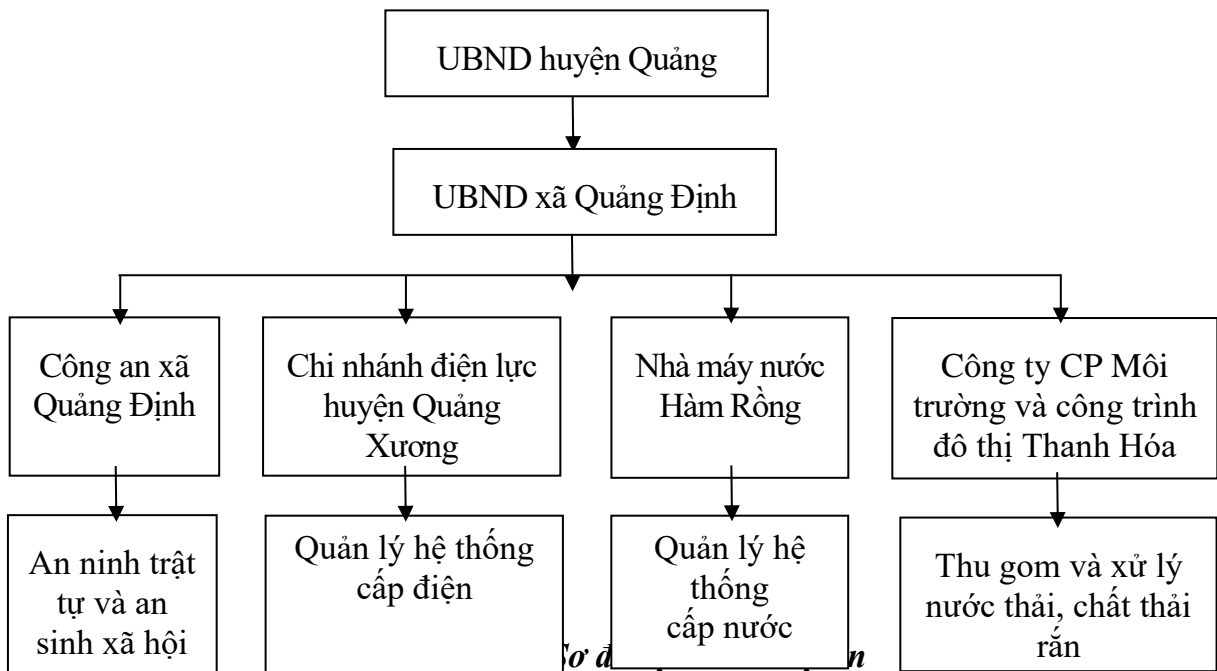 UBND huyện Quảng
UBND xã Quảng Định
Công an xã
Quảng Định
Chi nhánh điện lực
huyện Quảng
Xương
Nhà máy nước
Hàm Rồng
Công ty CP Môi
trường và công trình
đô thị Thanh Hóa
An ninh trật
tự và an
sinh xã hội
Quản lý hệ thống
cấp điện
Quản lý hệ
thống
cấp nước
Thu gom và xử lý
nước thải, chất thải
rắn
Sơ